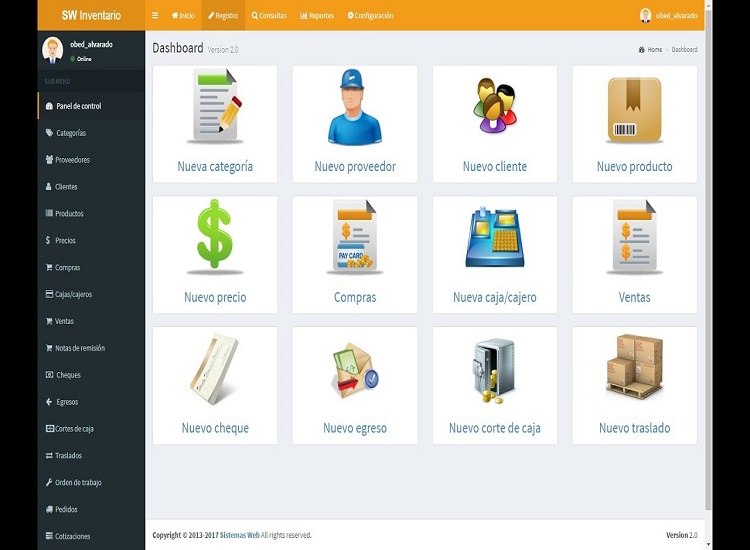 SW Inventario
Inicio
Registro
Consultas
Reportes
Configuración
obed_alvarado
obed_alvarado
Online
SUB MENU
Panel de control
Categorías
Proveedores
Clientes
Productos
Precios
Compras
Cajas/cajeros
Ventas
Notas de remisión
Cheques
Egresos
Cortes de caja
Traslados
Orden de trabajo
Pedidos
Cotizaciones
Dashboard Version 2.0
Home > Dashboard
Nueva categoría
Nuevo proveedor
Nuevo cliente
Nuevo producto
Nuevo precio
PAY CARD
Compras
Nueva caja/cajero
Ventas
Nuevo cheque
Nuevo egreso
Nuevo corte de caja
Nuevo traslado
Copyright © 2013-2017 Sistemas Web All rights reserved.
Version 2.0